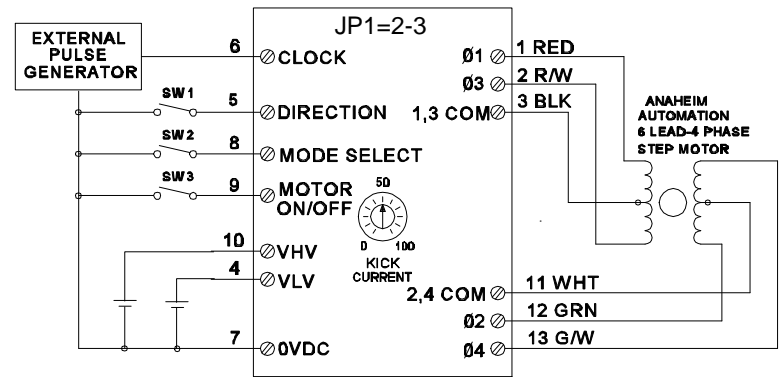 JP1=2-3
EXTERNAL
PULSE
GENERATOR
6
CLOCK
SW1
5
DIRECTION
SW2
8
MODE SELECT
SW3
9
MOTOR
ON/OFF
10
VHV
4
VLV
7
0VDC
50
0
100
KICK
CURRENT
Ø1
1 RED
Ø3
2 R/W
1,3 COM
3 BLK
ANAHEIM
AUTOMATION
6 LEAD-4 PHASE
STEP MOTOR
2,4 COM
11 WHT
Ø2
12 GRN
Ø4
13 G/W